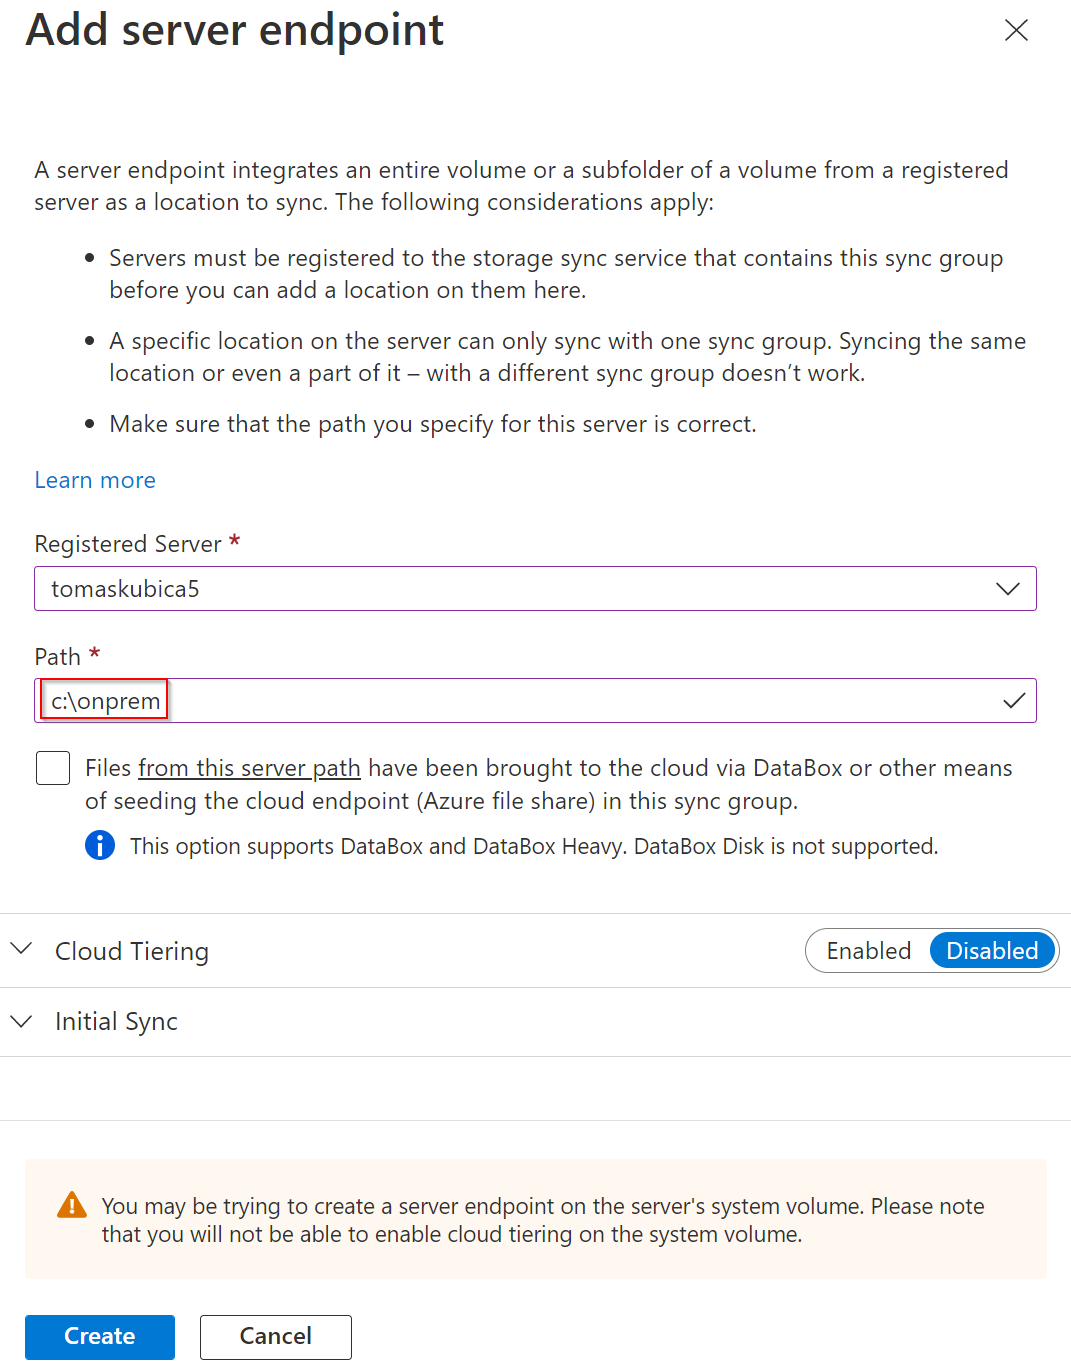 Add server endpoint
A server endpoint integrates an entire volume or a subfolder of a volume from a registered
server as a location to sync. The following considerations apply:
Servers must be registered to the storage sync service that contains this sync group
before you can add a location on them here.
A specific location on the server can only sync with one sync group. Syncing the same
location or even a part of it – with a different sync group doesn’t work.
Make sure that the path you specify for this server is correct.
Learn more
Registered Server *
tomaskubica5
Path *
c:\onprem
Files from this server path have been brought to the cloud via DataBox or other means
of seeding the cloud endpoint (Azure file share) in this sync group.
This option supports DataBox and DataBox Heavy. DataBox Disk is not supported.
Cloud Tiering Enabled Disabled
Initial Sync
You may be trying to create a server endpoint on the server's system volume. Please note
that you will not be able to enable cloud tiering on the system volume.
Create Cancel